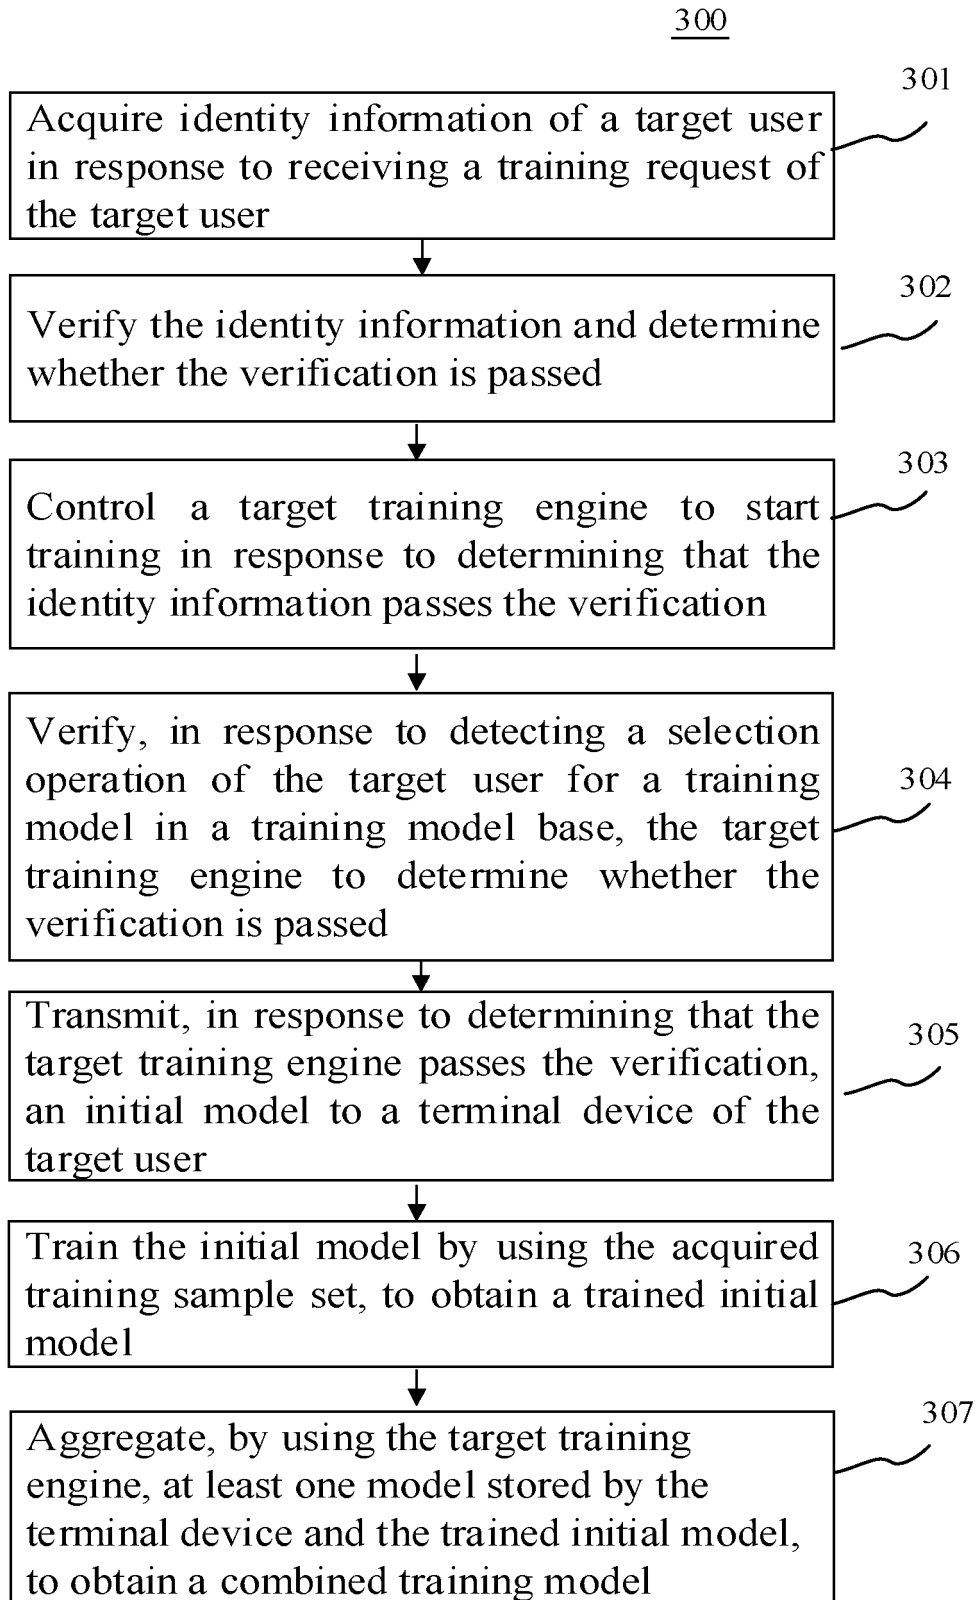 300
301
Acquire identity information of a target user
in response to receiving a training request of
the target user
302
Verify the identity information and determine
whether the verification is passed
303
Control a target training engine to start
training in response to determining that the
identity information passes the verification
304
Verify, in response to detecting a selection
operation of the target user for a training
model in a training model base, the target
training engine to determine whether the
verification is passed
305
Transmit, in response to determining that the
target training engine passes the verification,
an initial model to a terminal device of the
target user
306
Train the initial model by using the acquired
training sample set, to obtain a trained initial
model
307
Aggregate, by using the target training
engine, at least one model stored by the
terminal device and the trained initial model,
to obtain a combined training model